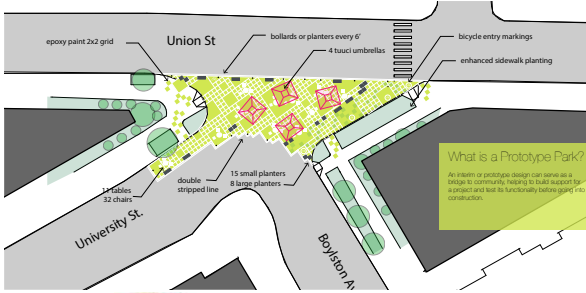 Union St
epoxy paint 2x2 grid
bollards or planters every 6'
4 tuuci umbrellas
bicycle entry markings
enhanced sidewalk planting
What is a Prototype Park?
An interim or prototype design can serve as a
bridge to community, helping to build support for
a project and test its functionality before going into
construction.
11 tables
32 chairs
double
stripped line
15 small planters
8 large planters
University St.
Boylston Av